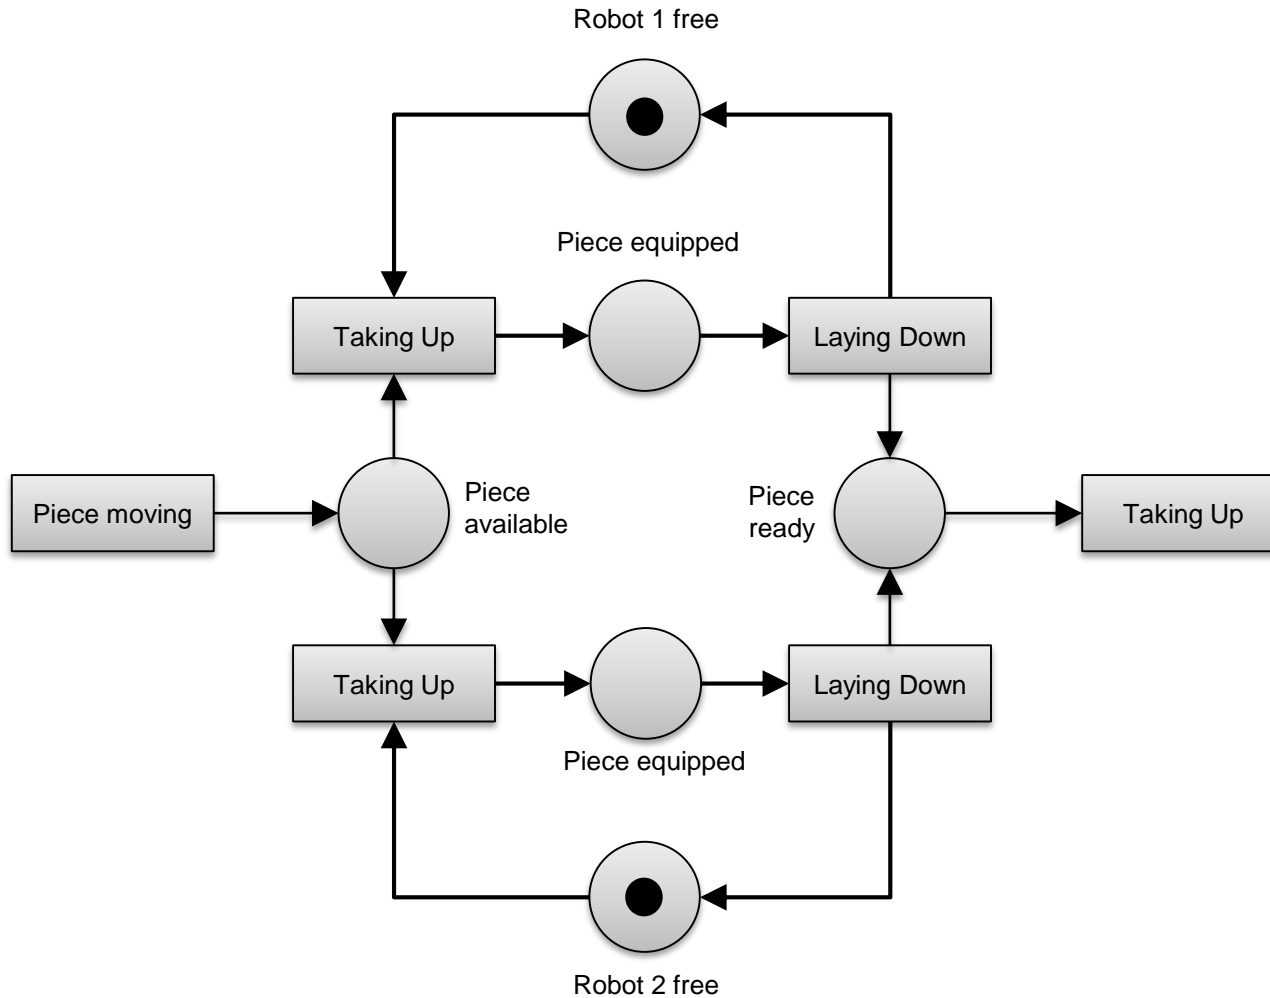 Robot 1 free
Piece equipped
Taking Up
Laying Down
Piece moving
Piece
available
Piece
ready
Taking Up
Taking Up
Laying Down
Piece equipped
Robot 2 free